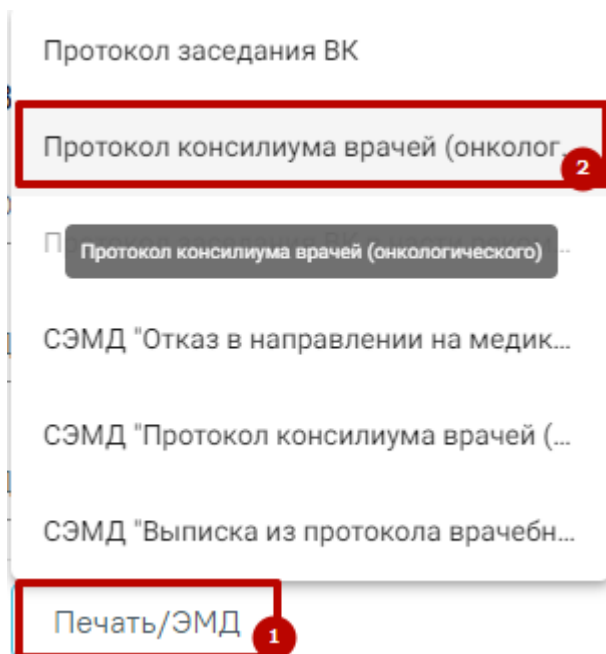 Протокол заседания ВК
Протокол консилиума врачей (онколог...
2
Протокол консилиума врачей (онкологического)
СЭМД "Отказ в направлении на медик...
СЭМД "Протокол консилиума врачей (...
СЭМД "Выписка из протокола врачебн...
Печать/ЭМД
1